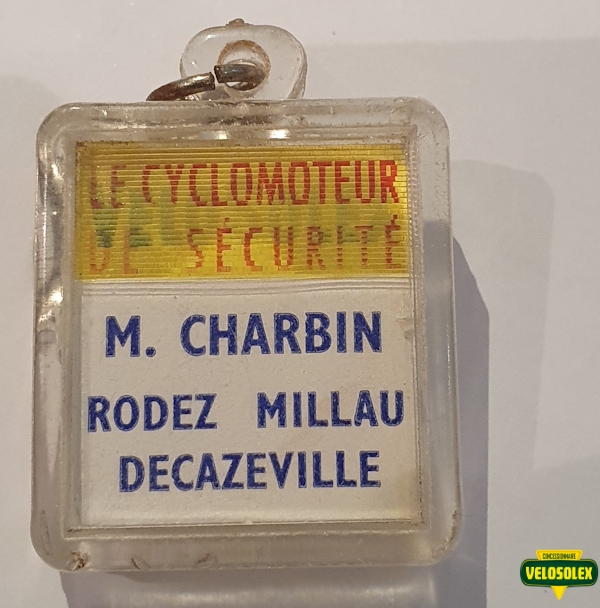 LE CYCLOMOTEUR
DE SÉCURITÉ
M. CHARBIN
RODEZ MILLAU
DECAZEVILLE
CONCESSIONNAIRE
VELOSOLEX